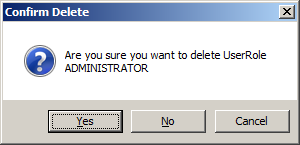 Confirm Delete
Are you sure you want to delete UserRole
ADMINISTRATOR
Yes
No
Cancel